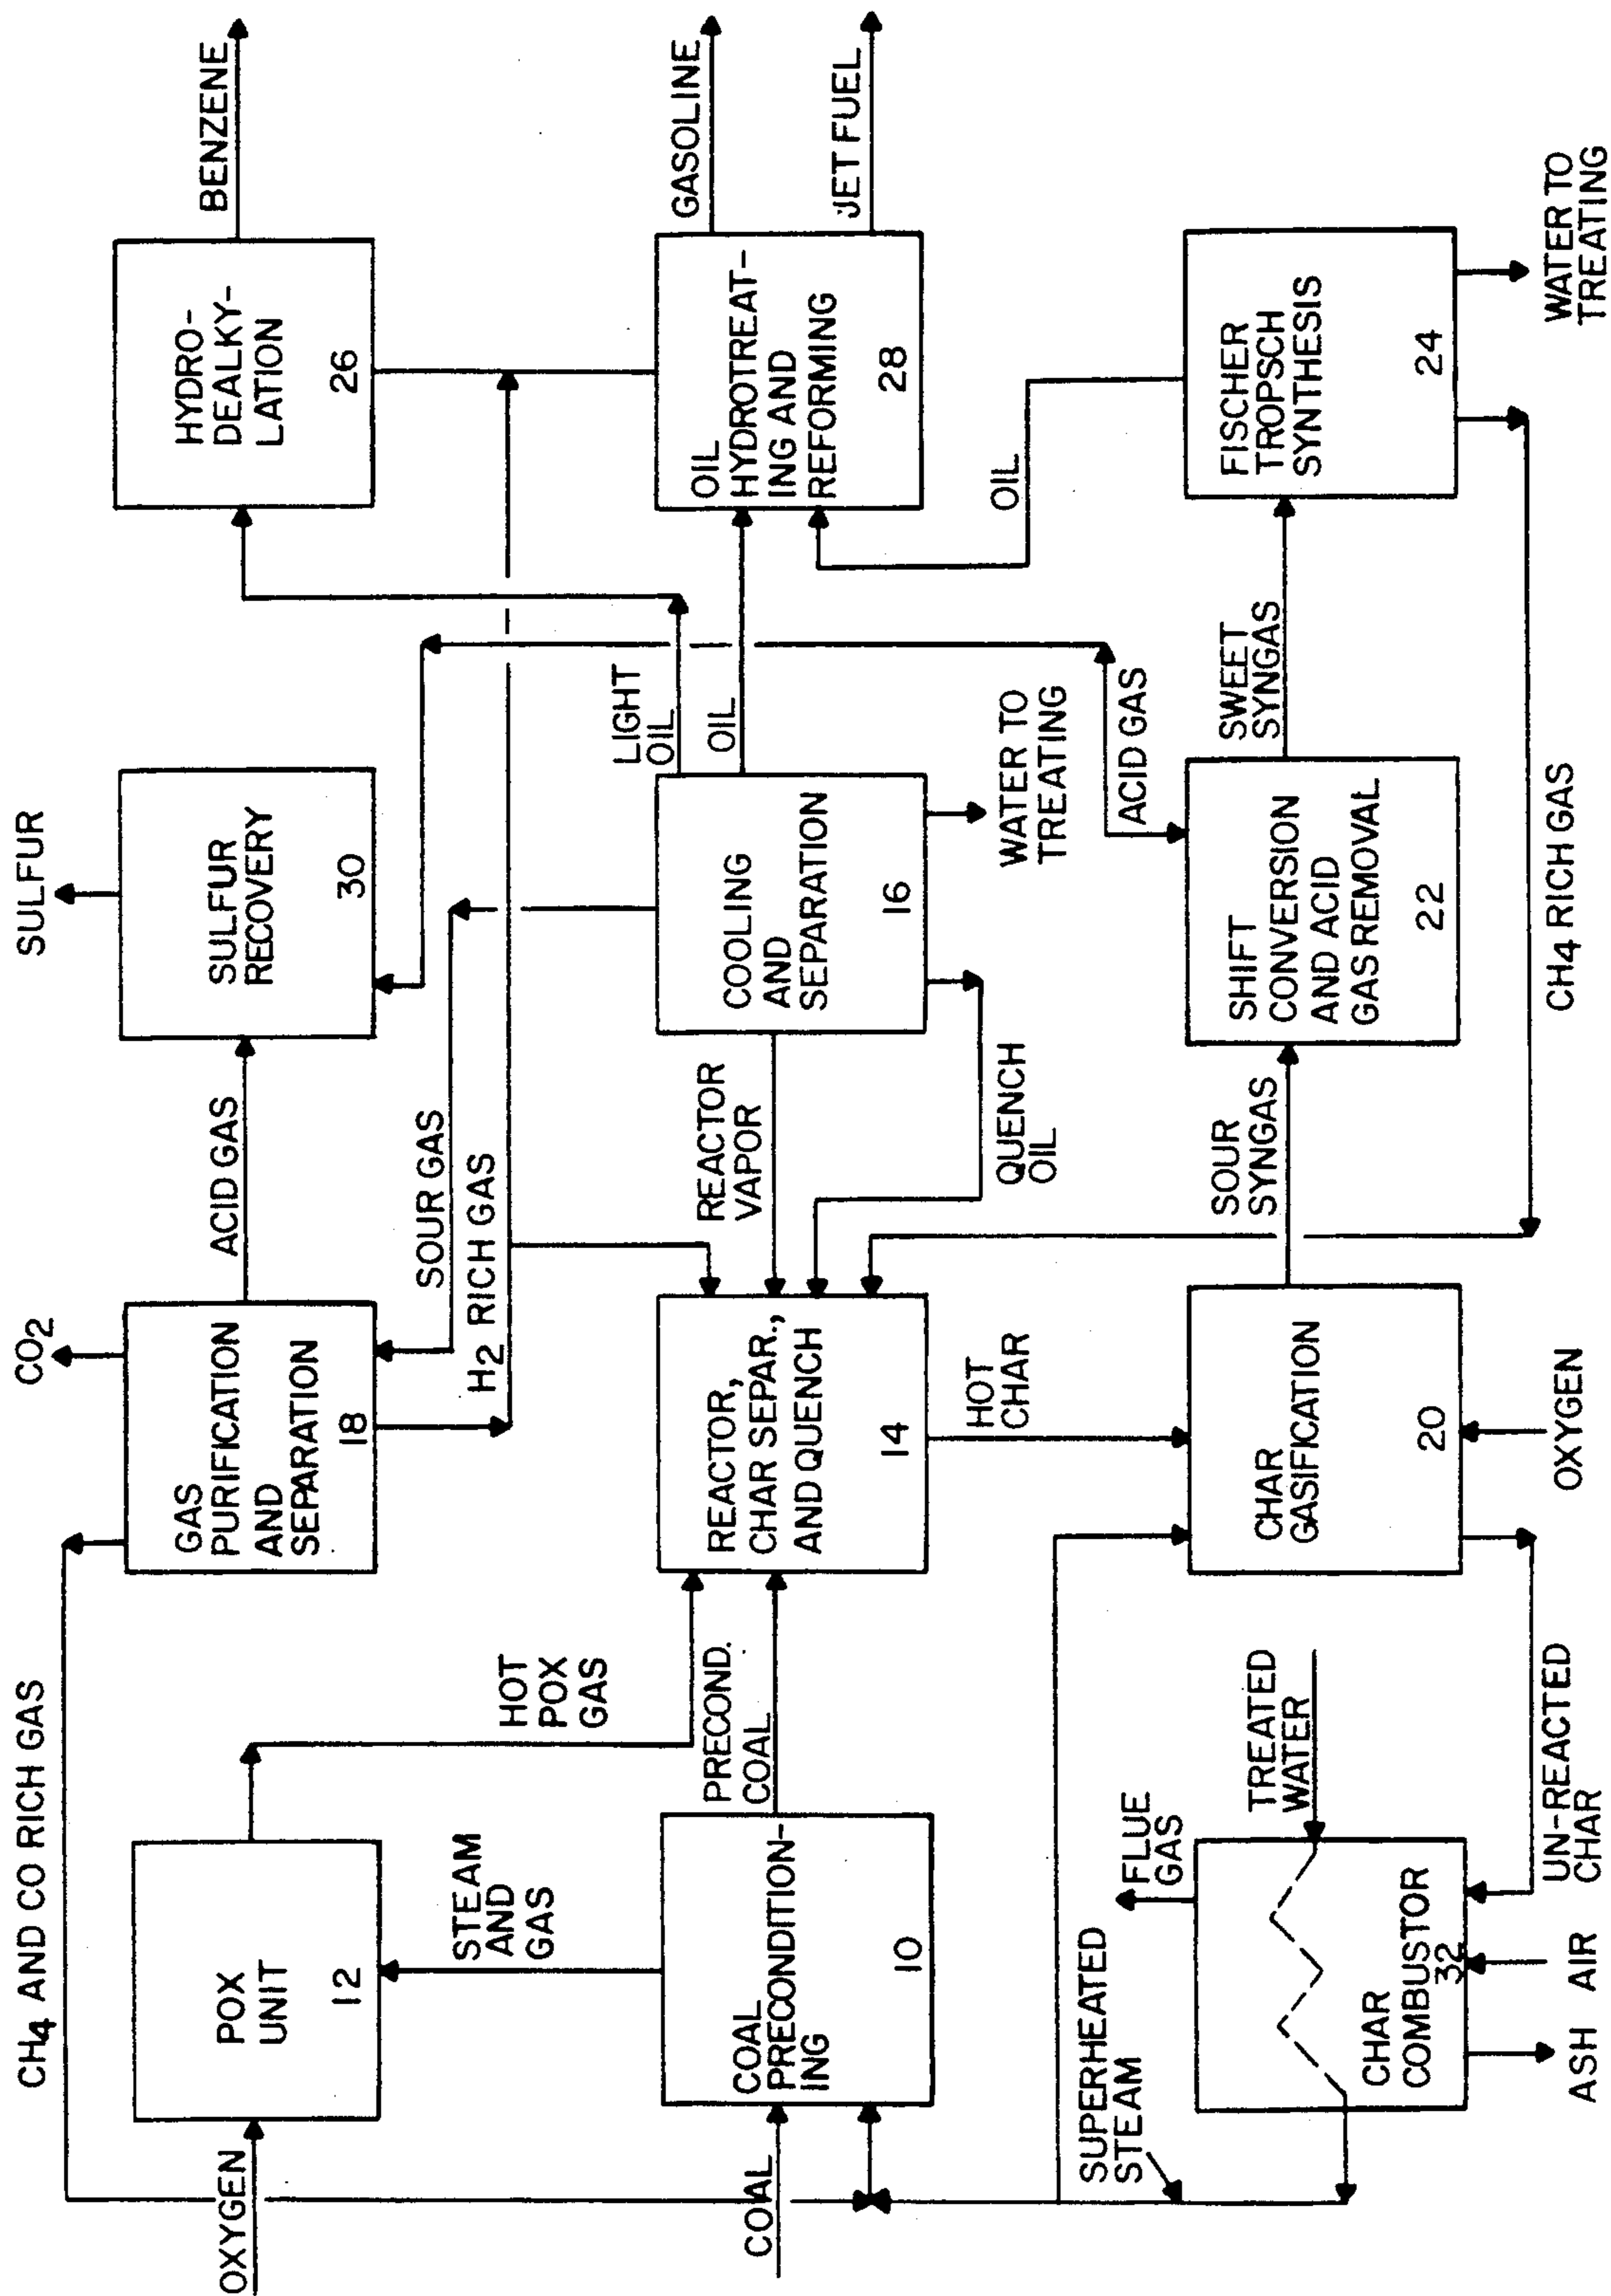 CH4 AND CO RICH GAS
CO2
SULFUR
OXYGEN
POX
UNIT
12
GAS
PURIFICATION
AND
SEPARATION
18
ACID GAS
SULFUR
RECOVERY
30
HYDRO-
DEALKY-
LATION
26
BENZENE
HOT
POX
GAS
STEAM
AND
GAS
SOUR GAS
H2 RICH GAS
LIGHT
OIL
COAL
COAL
PRECONDITION-
ING
10
PRECOND.
COAL
REACTOR,
CHAR SEPAR.,
AND QUENCH
14
REACTOR
VAPOR
COOLING
AND
SEPARATION
16
OIL
OIL
HYDROTREAT-
ING AND
REFORMING
28
GASOLINE
JET FUEL
HOT
CHAR
QUENCH
OIL
WATER TO
TREATING
OIL
SUPERHEATED
STEAM
FLUE
GAS
TREATED
WATER
ACID GAS
CHAR
COMBUSTOR
32
CHAR
GASIFICATION
20
SOUR
SYNGAS
SHIFT
CONVERSION
AND ACID
GAS REMOVAL
22
SWEET
SYNGAS
FISCHER
TROPSCH
SYNTHESIS
24
ASH
AIR
UN-REACTED
CHAR
OXYGEN
CH4 RICH GAS
WATER TO
TREATING